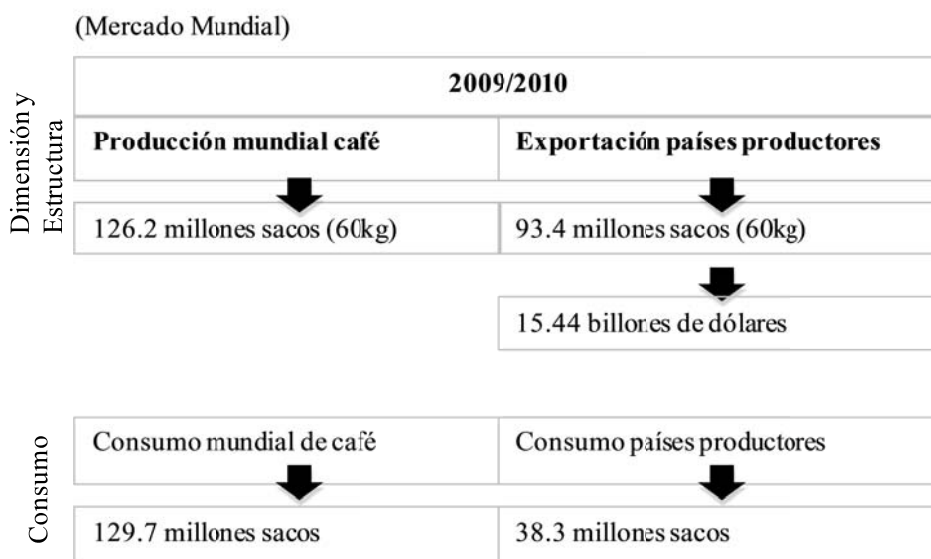 (Mercado Mundial)
2009/2010
Dimensión y
Estructura
Producción mundial café
Exportación países productores
126.2 millones sacos (60kg)
93.4 millones sacos (60kg)
15.44 billones de dólares
Consumo
Consumo mundial de café
Consumo países productores
129.7 millones sacos
38.3 millones sacos